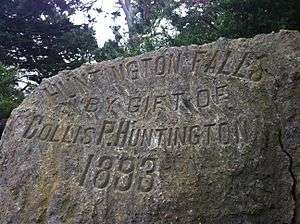 HUNTINGTON FALLS
BY GIFT OF
COLLIS P. HUNTINGTON
1893